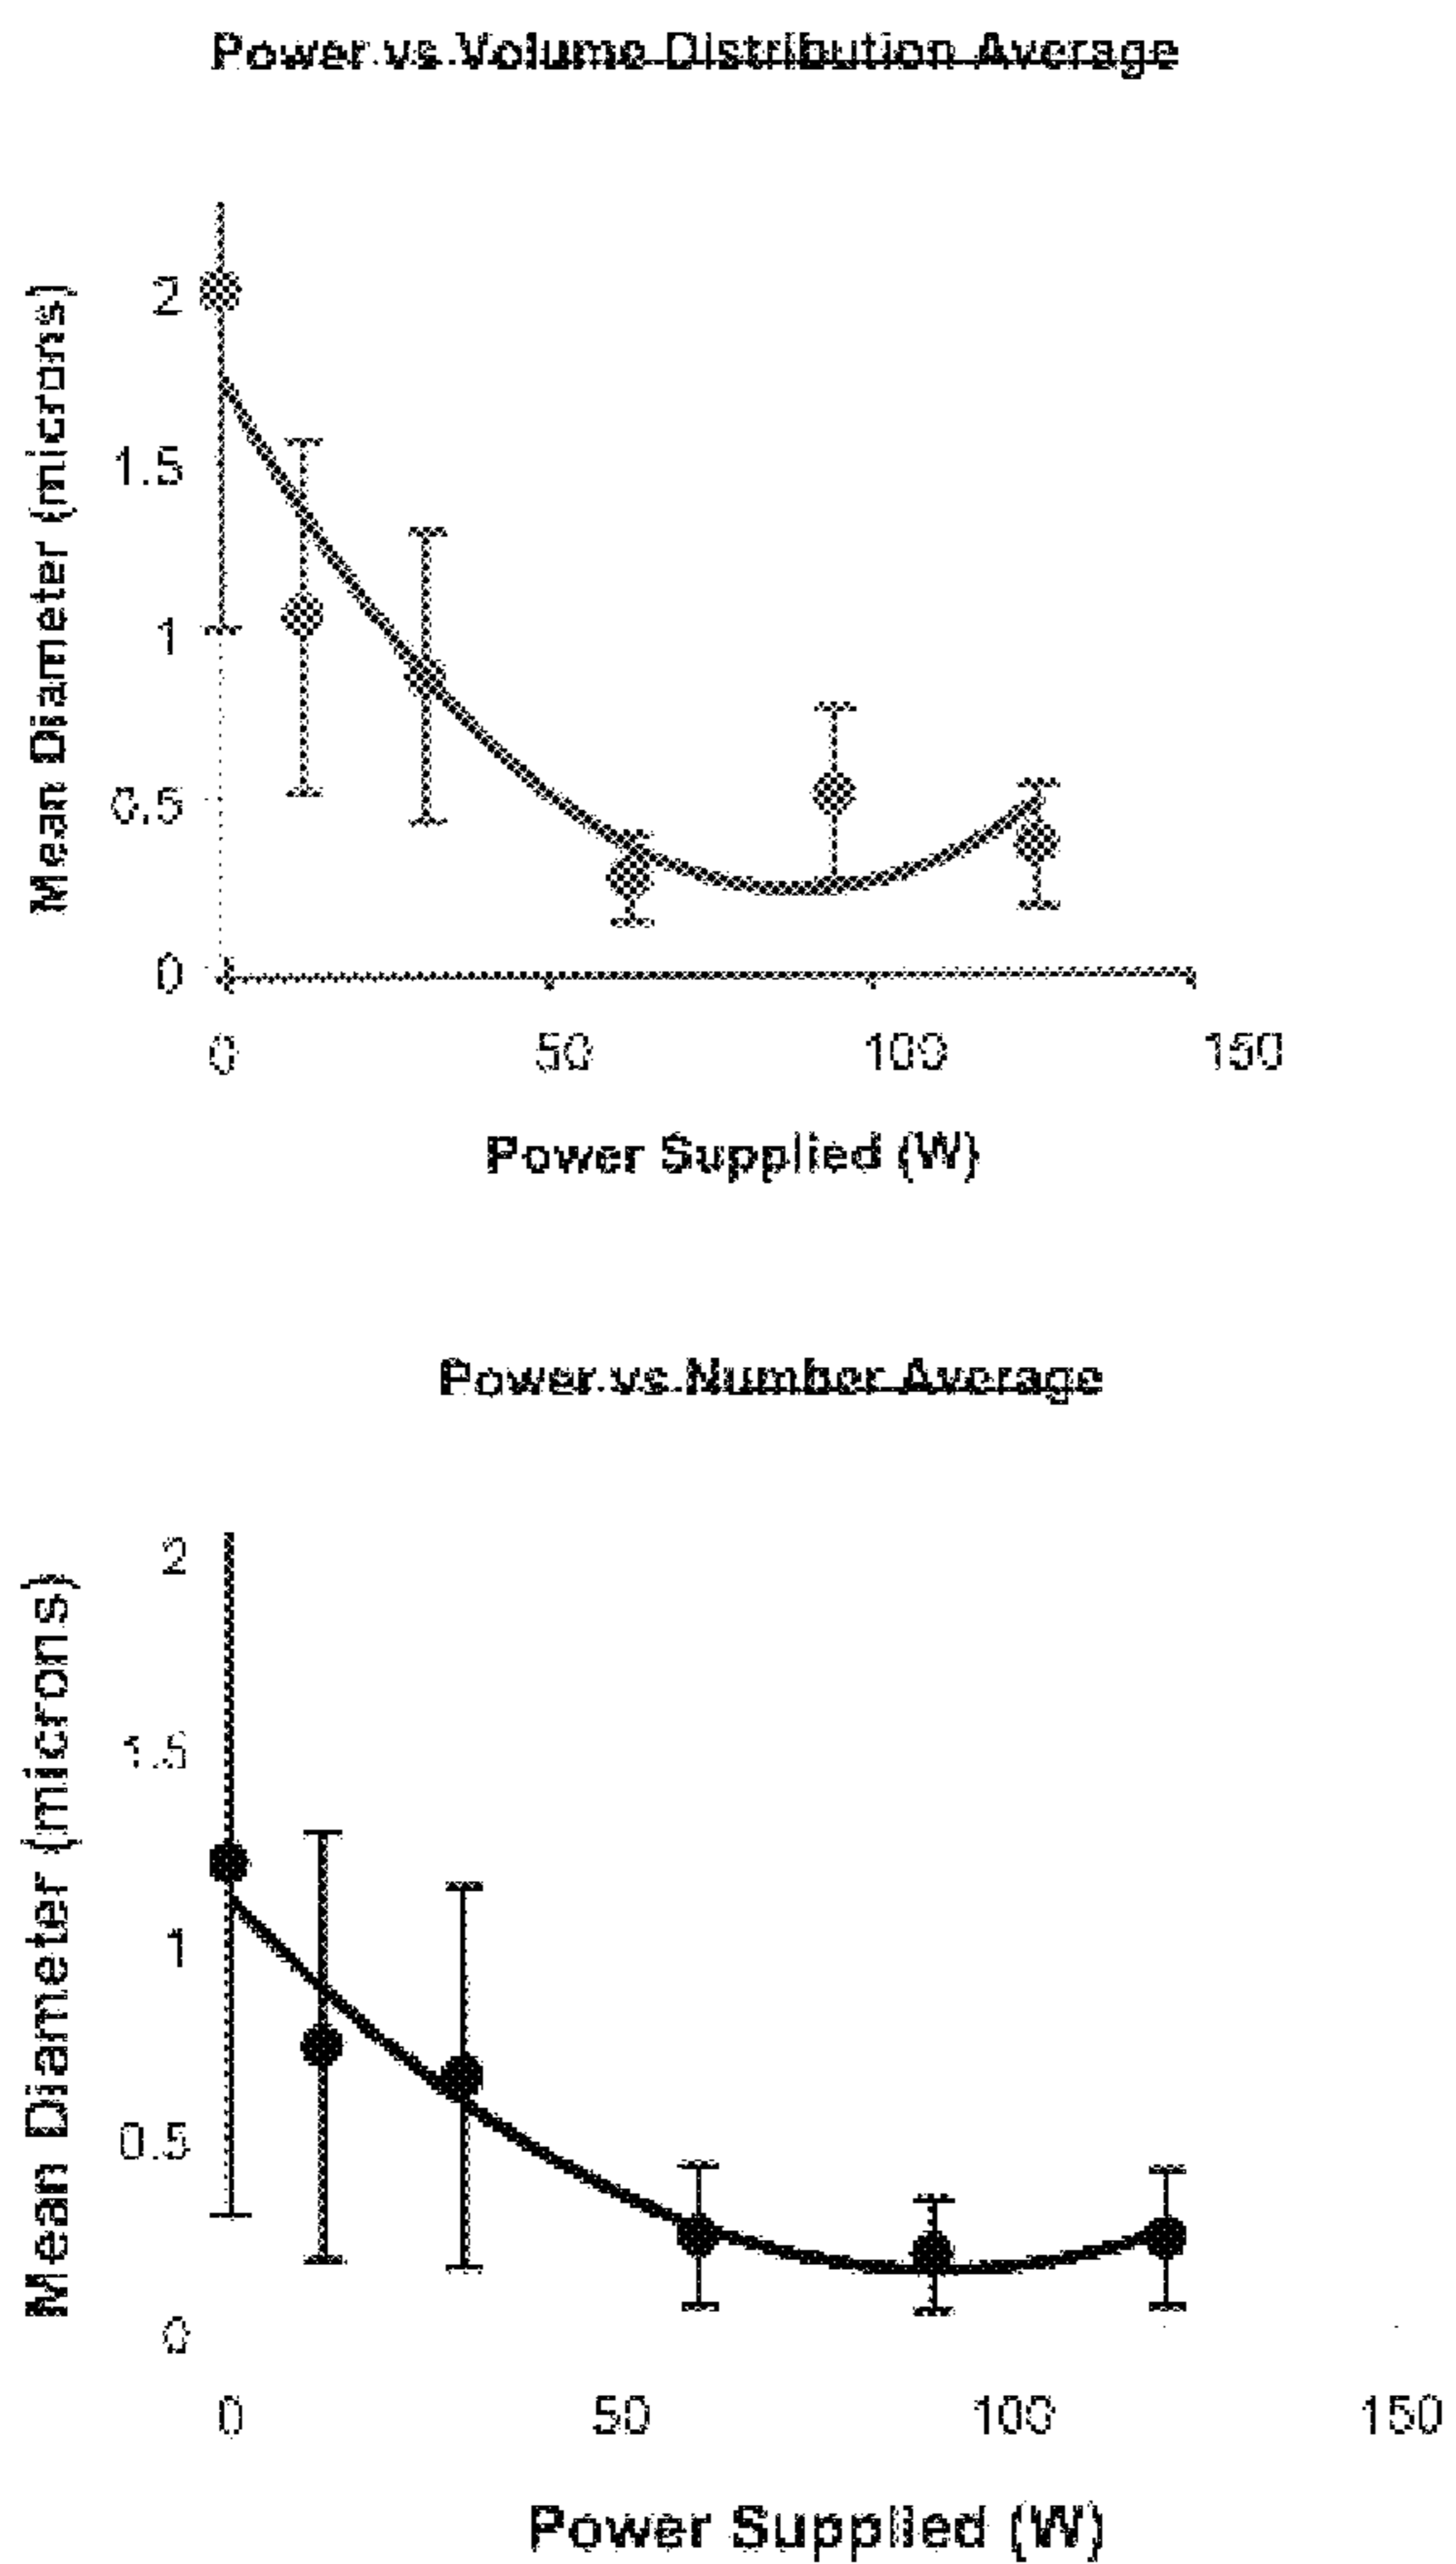 Power vs Volume Distribution Average
2
1.5
1
0.5
0
Mean Diameter (microns)
0 50 100 150
Power Supplied (W)
Power vs Number Average
2
1.5
1
0.5
0
Mean Diameter (microns)
0 50 100 150
Power Supplied (W)